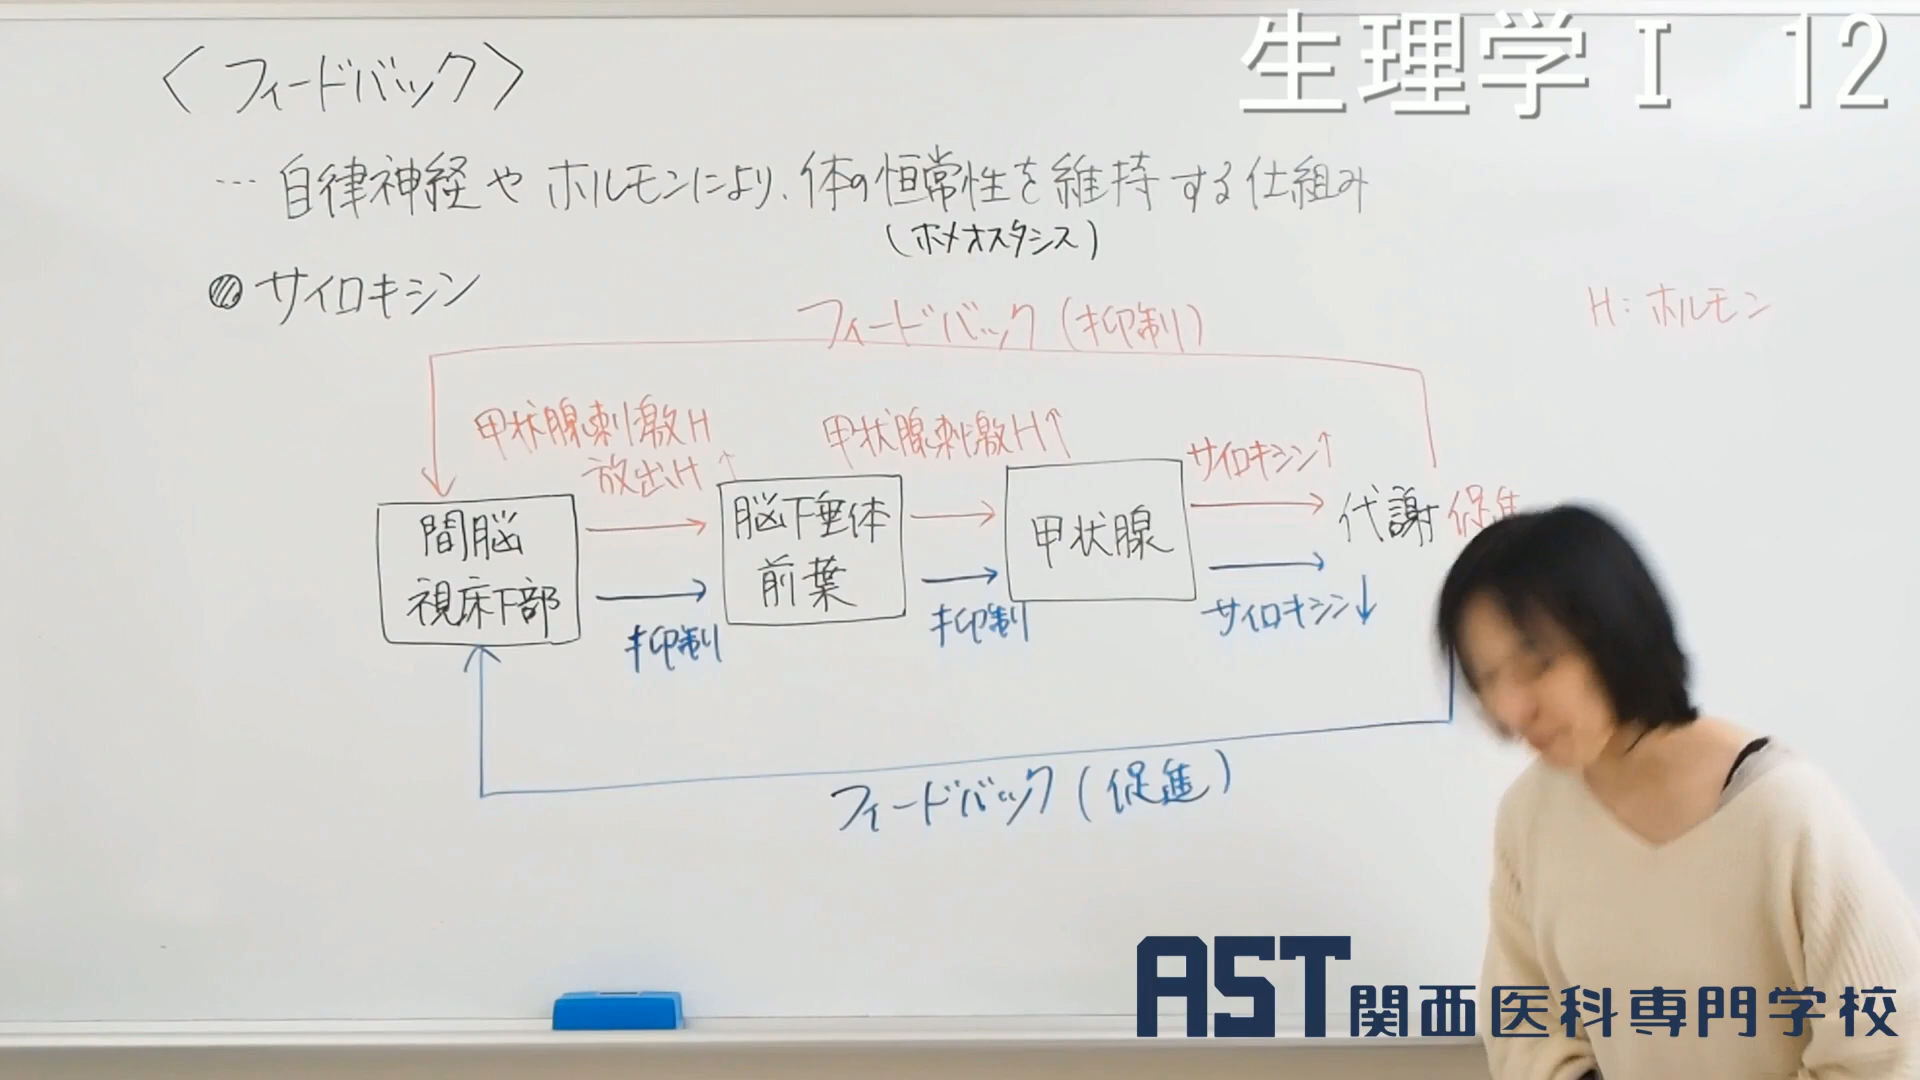 生理学Ⅰ 12
〈フィードバック〉
… 自律神経や ホルモンにより、体の恒常性を維持する仕組み
(ホメオスタシス)
サイロキシン
H:ホルモン
フィードバック(抑制)
甲状腺刺激H
放出H↑
甲状腺刺激H↑
サイロキシン↑
間脳
視床下部
脳下垂体
前葉
甲状腺
代謝 促進
抑制
抑制
サイロキシン↓
フィードバック(促進)
AST関西医科専門学校